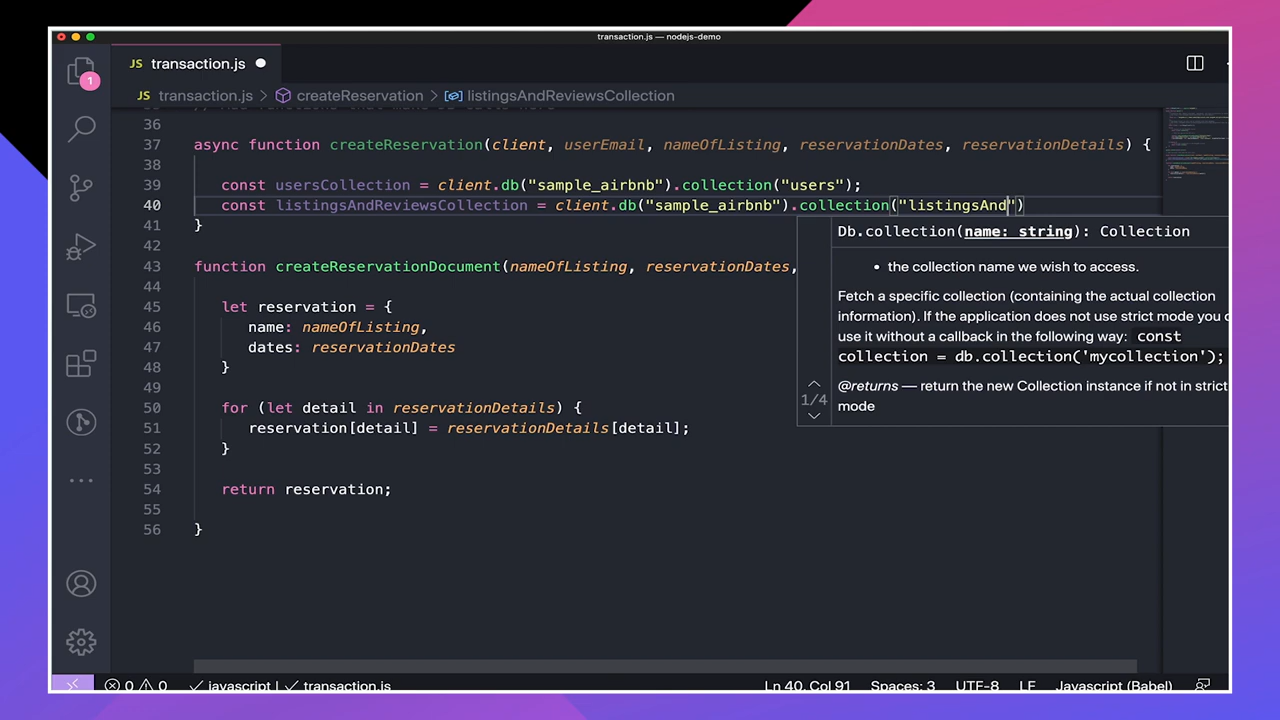 transaction.js — nodejs-demo
JS transaction.js
1
JS transaction.js > createReservation > listingsAndReviewsCollection
36
37 async function createReservation(client, userEmail, nameOfListing, reservationDates, reservationDetails) {
38
39 const usersCollection = client.db("sample_airbnb").collection("users");
40 const listingsAndReviewsCollection = client.db("sample_airbnb").collection("listingsAnd")
41 }
42
43 function createReservationDocument(nameOfListing, reservationDates,
44
45 let reservation = {
46 name: nameOfListing,
47 dates: reservationDates
48 }
49
50 for (let detail in reservationDetails) {
51 reservation[detail] = reservationDetails[detail];
52 }
53
54 return reservation;
55
56 }
Db.collection(name: string): Collection
• the collection name we wish to access.
Fetch a specific collection (containing the actual collection
information). If the application does not use strict mode you c
use it without a callback in the following way: const
collection = db.collection('mycollection');
1/4
@returns — return the new Collection instance if not in strict
mode
0 0 javascript | transaction.js Ln 40, Col 91 Spaces: 3 UTF-8 LF Javascript (Babel)